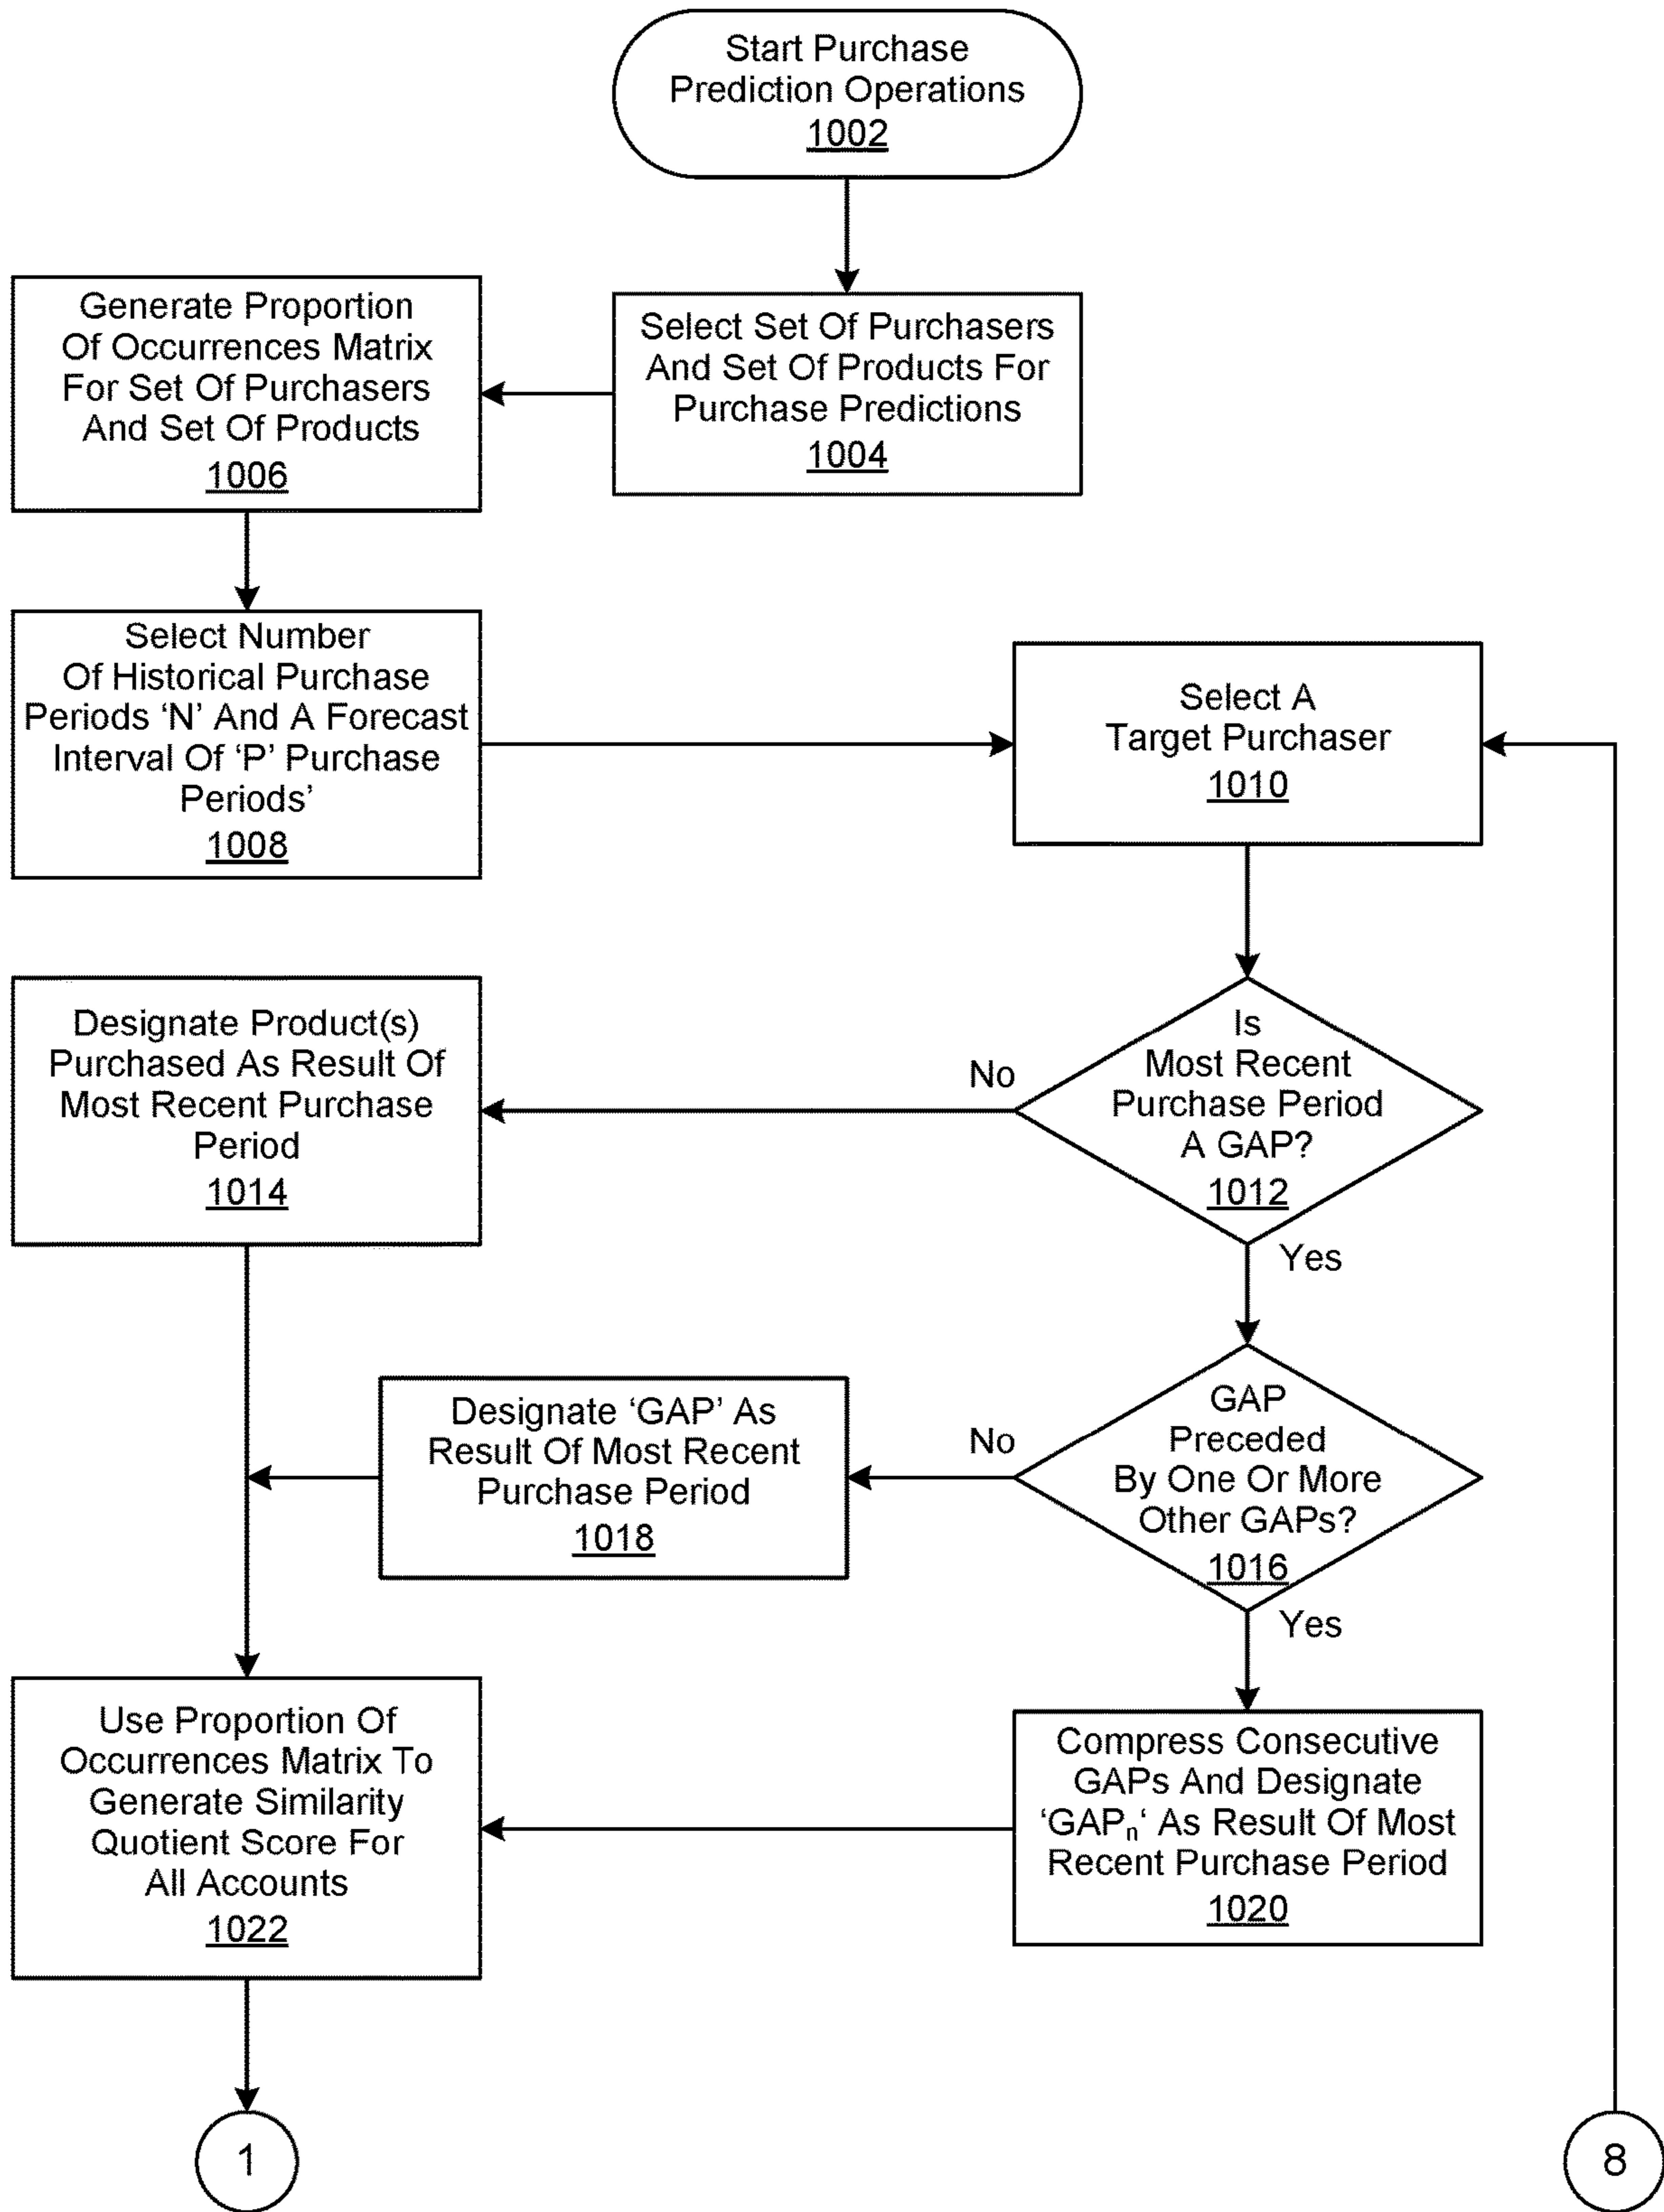 Start Purchase
Prediction Operations
1002
Select Set Of Purchasers
And Set Of Products For
Purchase Predictions
1004
Generate Proportion
Of Occurrences Matrix
For Set Of Purchasers
And Set Of Products
1006
Select Number
Of Historical Purchase
Periods ‘N’ And A Forecast
Interval Of ‘P’ Purchase
Periods’
1008
Select A
Target Purchaser
1010
Is
Most Recent
Purchase Period
A GAP?
1012
No
Yes
Designate Product(s)
Purchased As Result Of
Most Recent Purchase
Period
1014
GAP
Preceded
By One Or More
Other GAPs?
1016
No
Yes
Designate ‘GAP’ As
Result Of Most Recent
Purchase Period
1018
Compress Consecutive
GAPs And Designate
‘GAPn‘ As Result Of Most
Recent Purchase Period
1020
Use Proportion Of
Occurrences Matrix To
Generate Similarity
Quotient Score For
All Accounts
1022
1
8